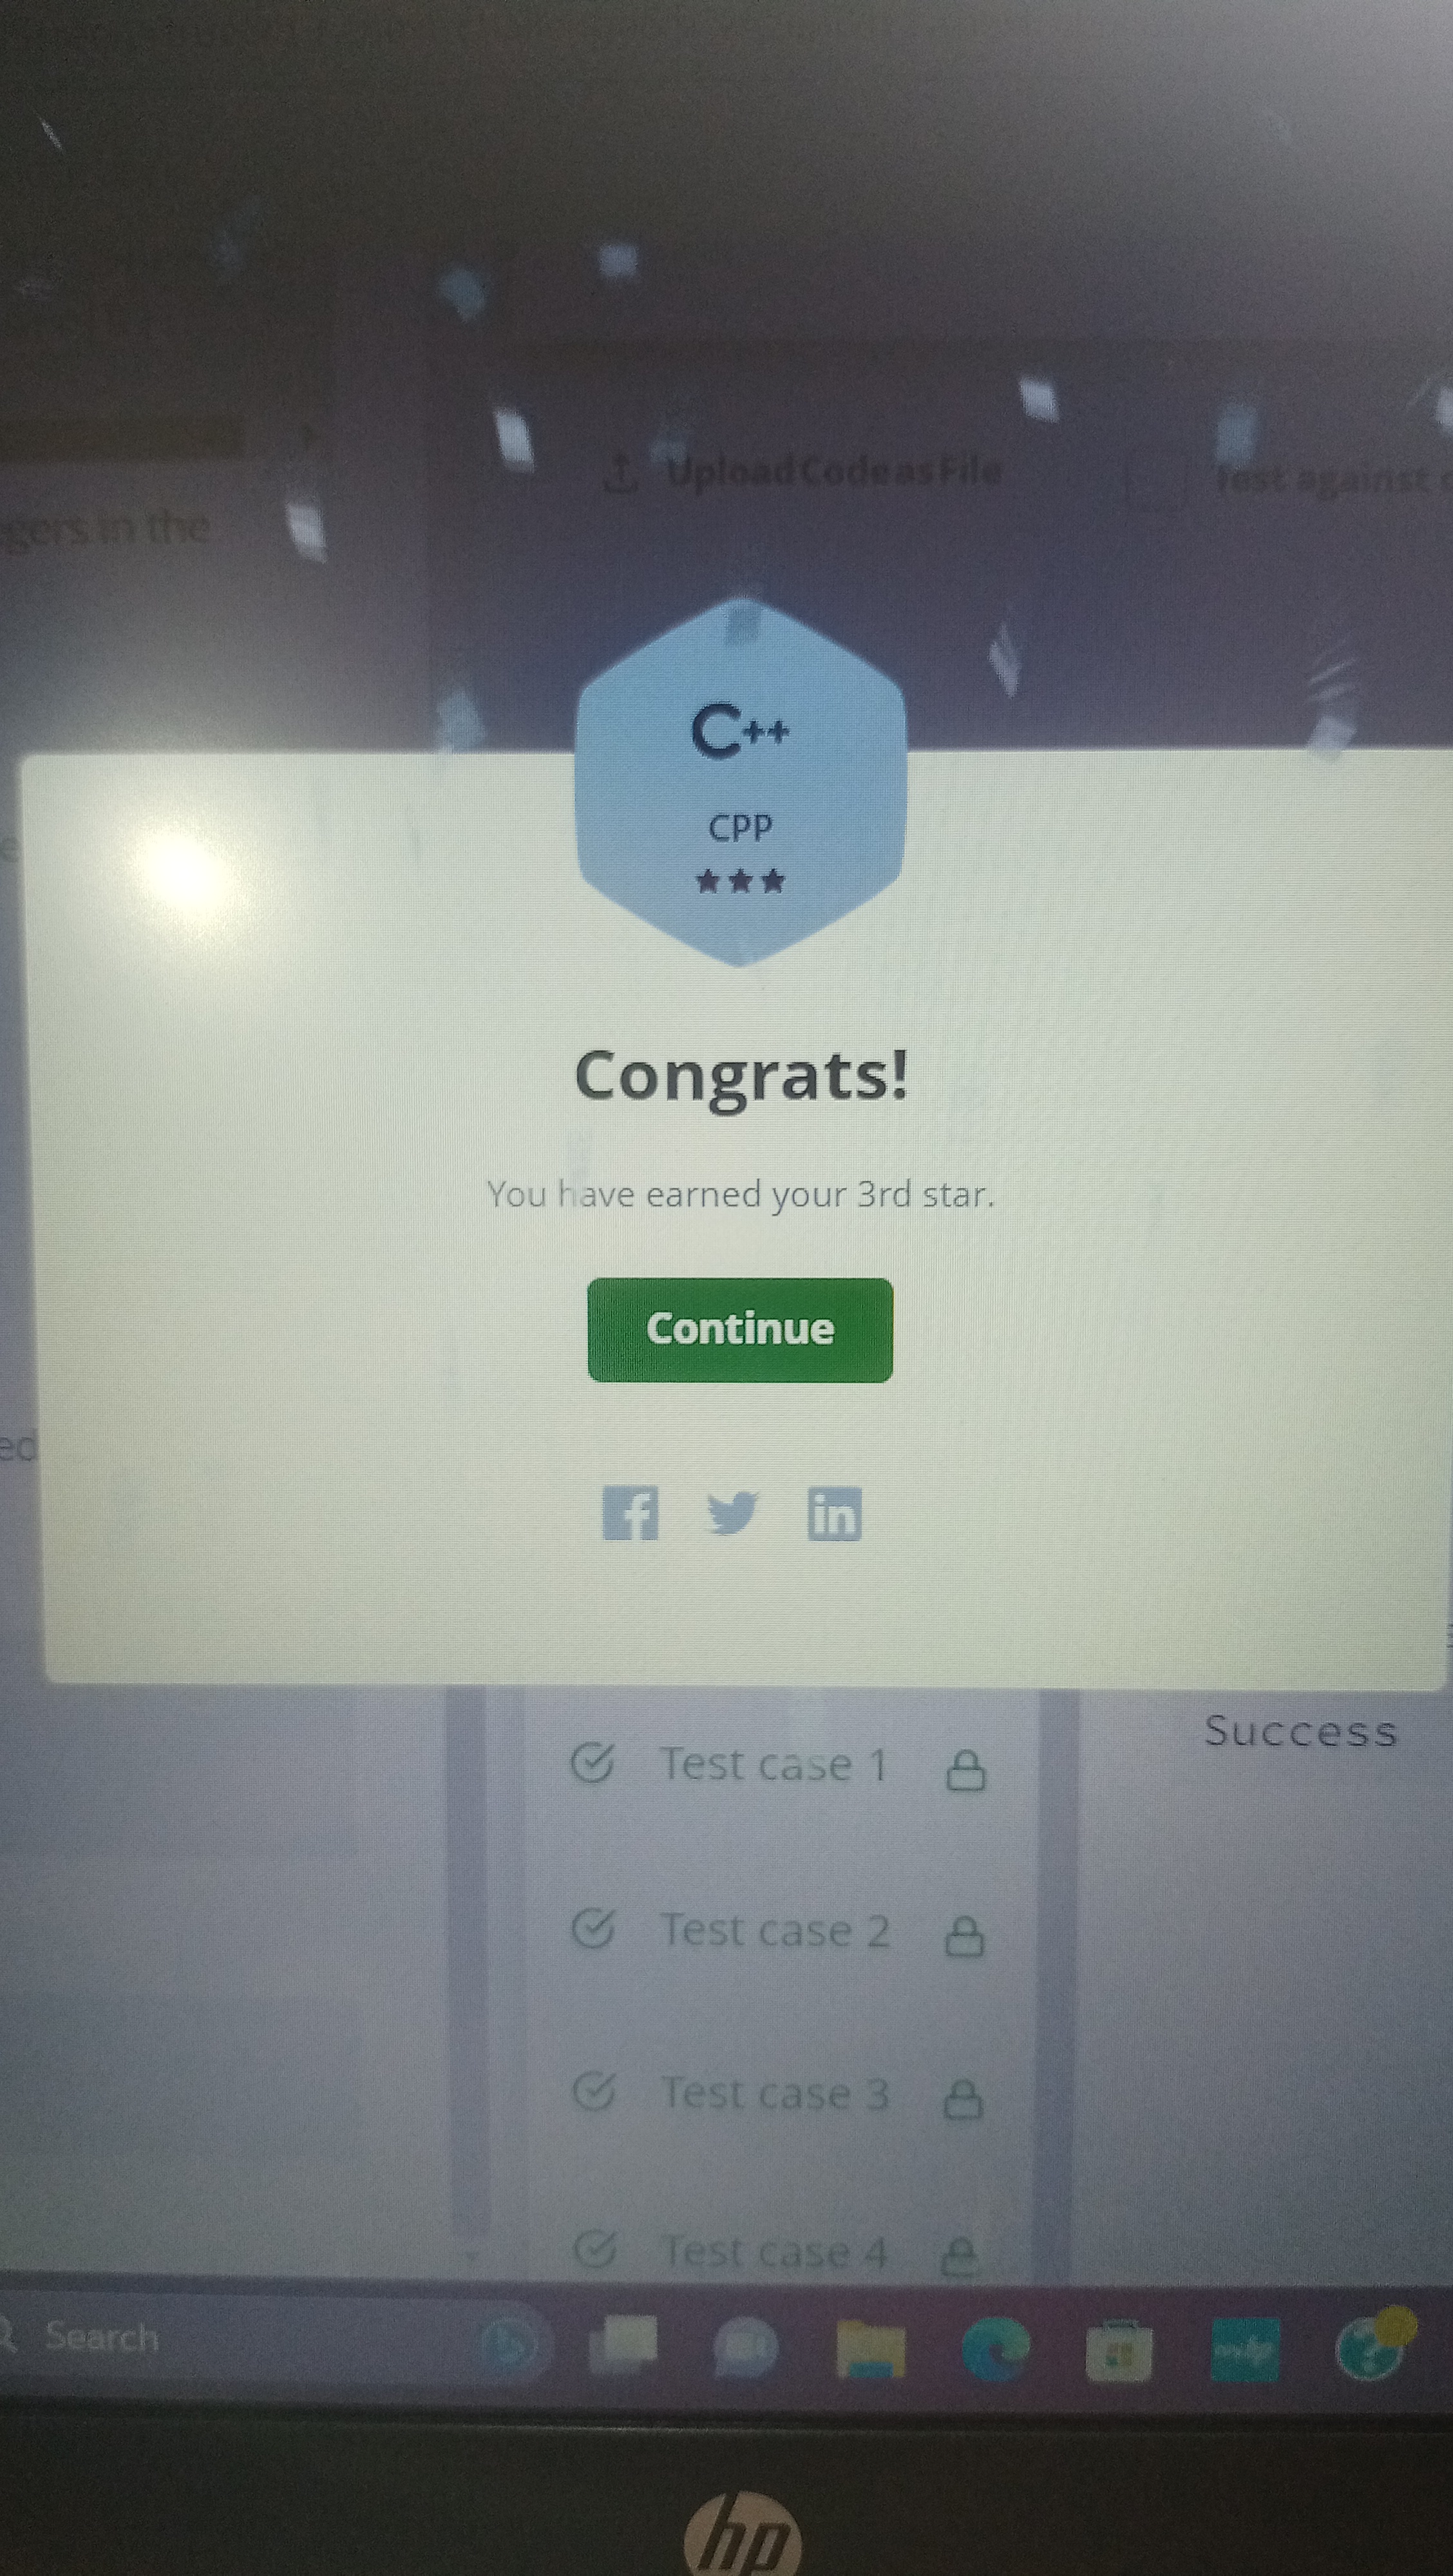 Upload Code as File
Test against
gers in the
C++
CPP
Congrats!
You have earned your 3rd star.
Continue
ed
Success
Test case 1
Test case 2
Test case 3
Test case 4
Search
hp